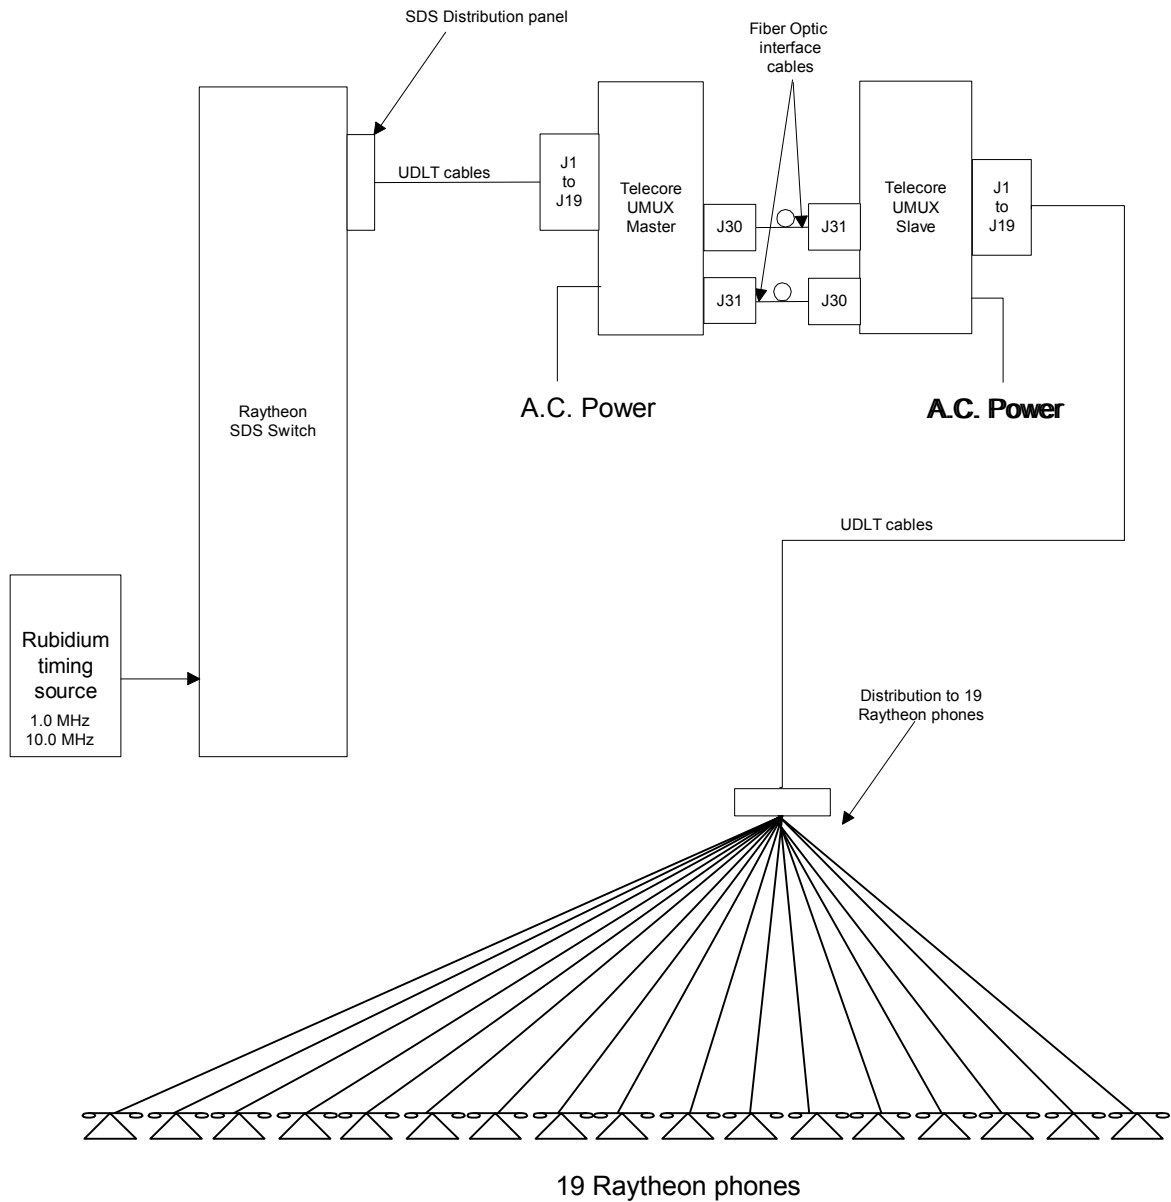 SDS Distribution panel
Fiber Optic
interface
cables
UDLT cables
J1
to
J19
Telecore
UMUX
Master
J30
J31
Telecore
UMUX
Slave
J1
to
J19
J31
J30
A.C. Power
A.C. Power
Raytheon
SDS Switch
UDLT cables
Rubidium
timing
source
1.0 MHz
10.0 MHz
Distribution to 19
Raytheon phones
19 Raytheon phones